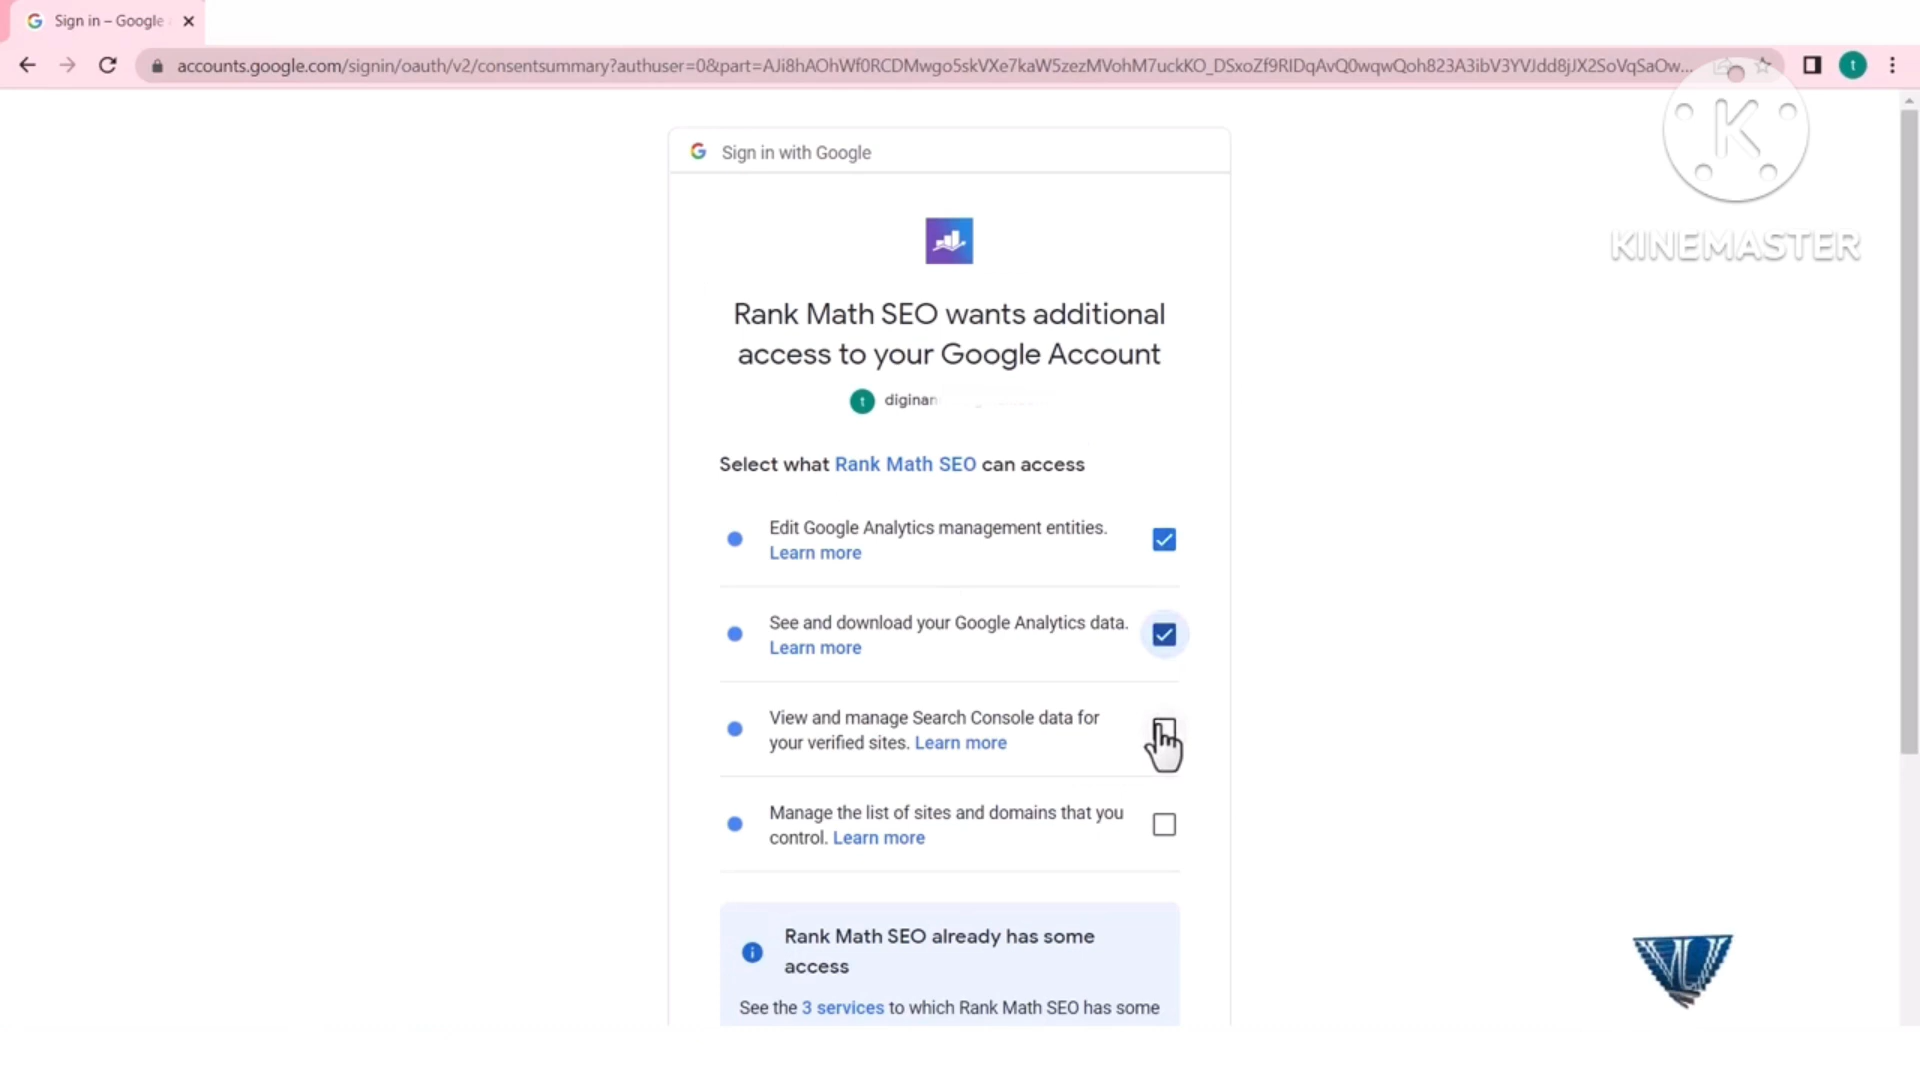 Sign in – Google
accounts.google.com/signin/oauth/v2/consentsummary?authuser=0&part=AJi8hAOhWf0RCDMwgo5skVXe7kaW5zezMVohM7uckKO_DSxoZf9RIDqAvQ0wqwQoh823A3ibV3YVJdd8jJX2SoVqSaOw...
t
K
KINEMASTER
Sign in with Google
Rank Math SEO wants additional
access to your Google Account
t diginan
Select what Rank Math SEO can access
Edit Google Analytics management entities.
Learn more
See and download your Google Analytics data.
Learn more
View and manage Search Console data for
your verified sites. Learn more
Manage the list of sites and domains that you
control. Learn more
Rank Math SEO already has some
access
See the 3 services to which Rank Math SEO has some